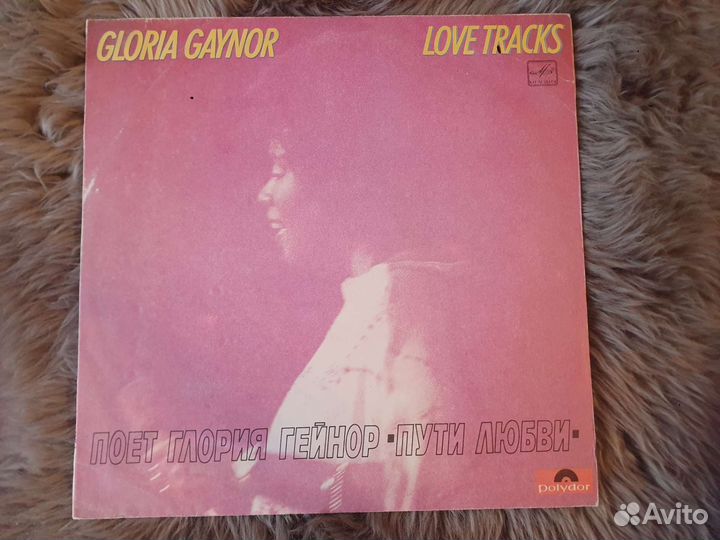 GLORIA GAYNOR LOVE TRACKS
ПОЕТ ГЛОРИЯ ГЕЙНОР •ПУТИ ЛЮБВИ•
polydor
Avito